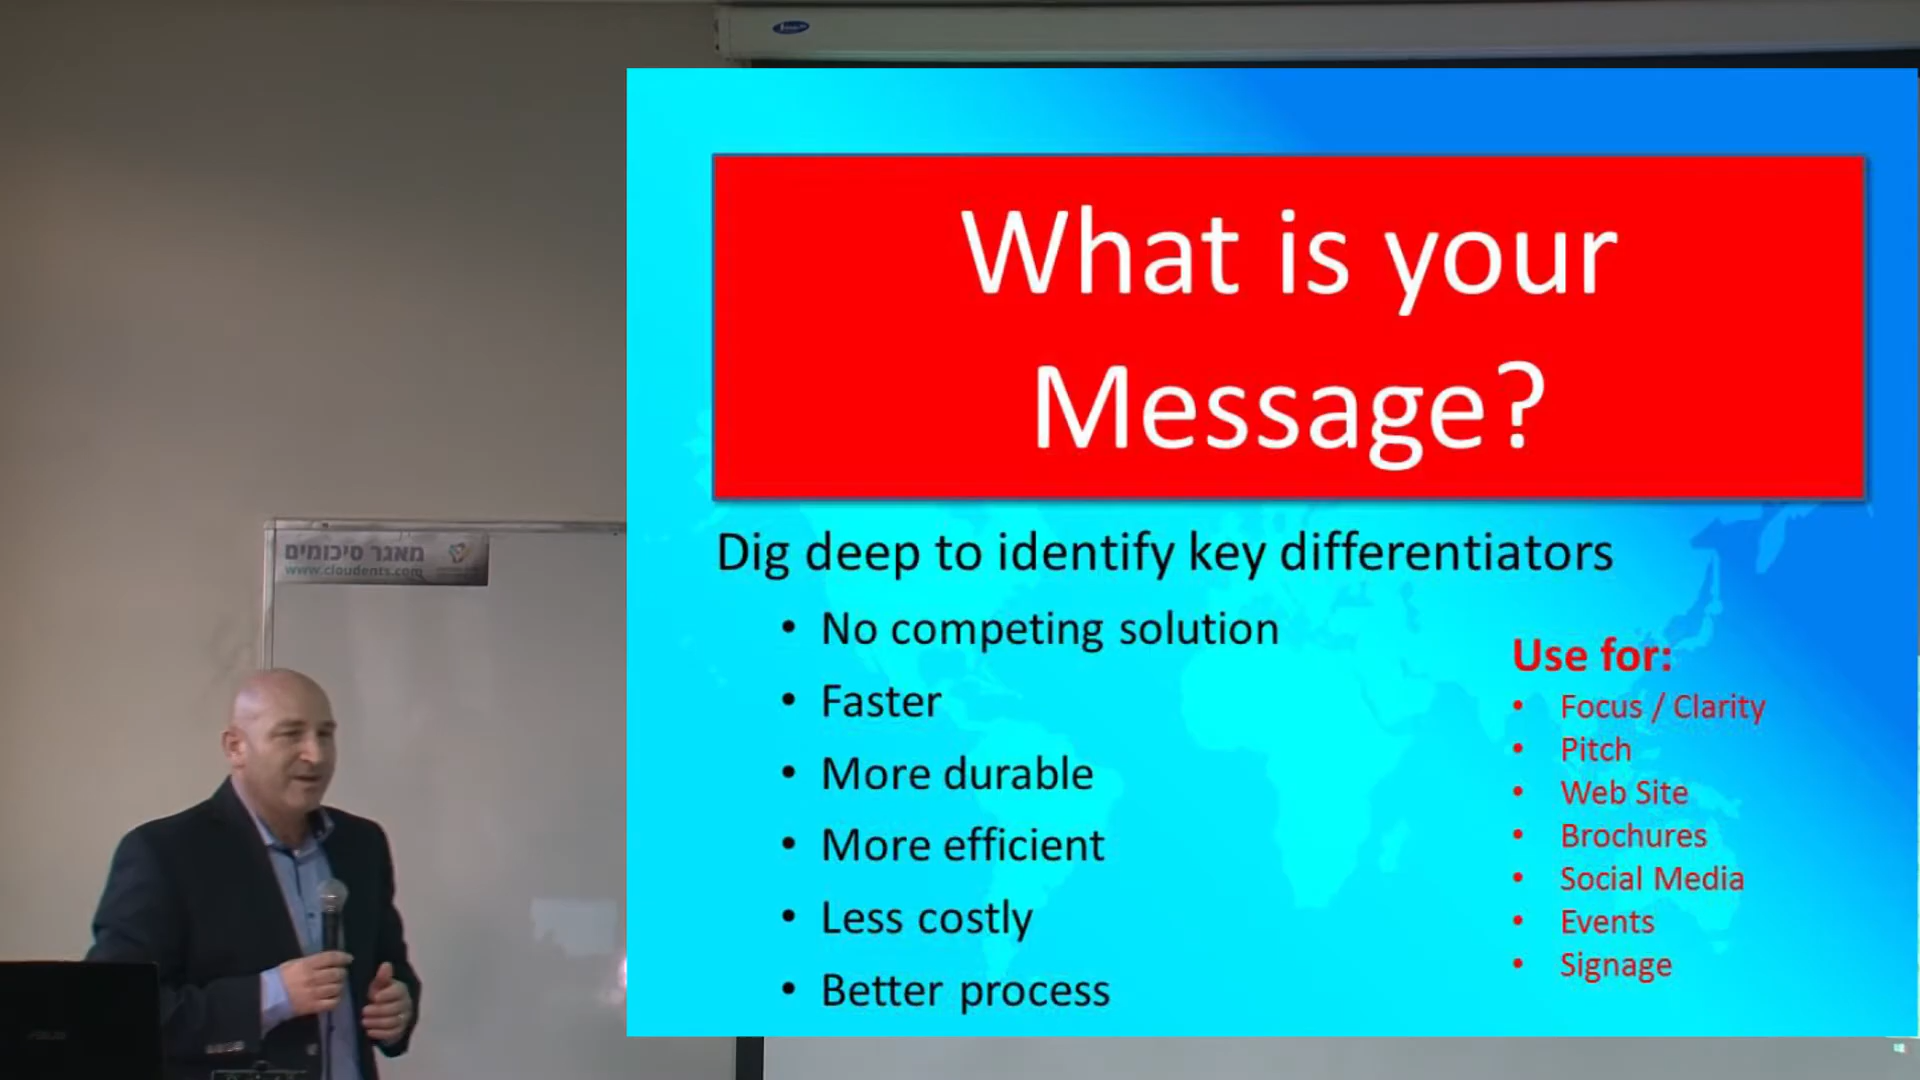 What is your
Message?
Dig deep to identify key differentiators
• No competing solution
• Faster
• More durable
• More efficient
• Less costly
• Better process
Use for:
• Focus / Clarity
• Pitch
• Web Site
• Brochures
• Social Media
• Events
• Signage
מאגר סיכומים
www.cloudents.com